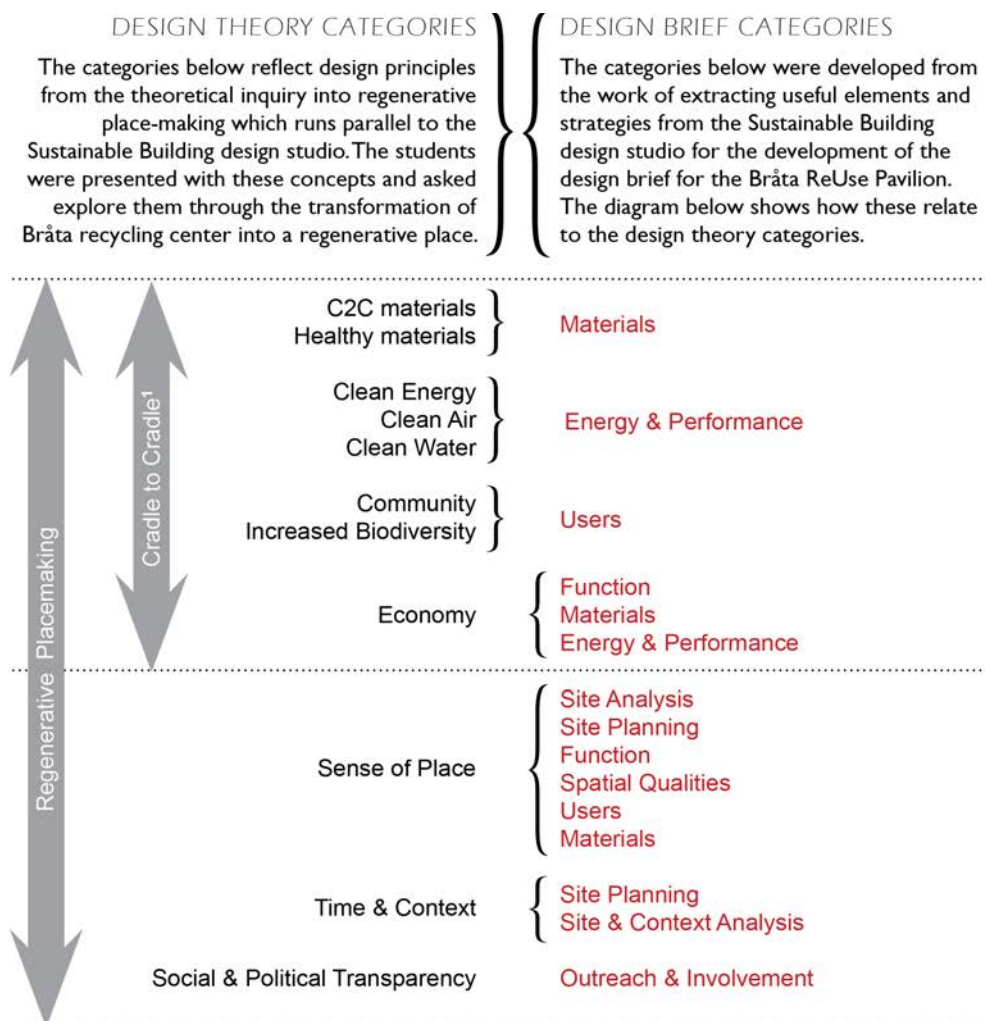 DESIGN THEORY CATEGORIES
The categories below reflect design principles
from the theoretical inquiry into regenerative
place-making which runs parallel to the
Sustainable Building design studio. The students
were presented with these concepts and asked
explore them through the transformation of
Bråta recycling center into a regenerative place.
DESIGN BRIEF CATEGORIES
The categories below were developed from
the work of extracting useful elements and
strategies from the Sustainable Building
design studio for the development of the
design brief for the Bråta ReUse Pavilion.
The diagram below shows how these relate
to the design theory categories.
Regenerative Placemaking
Cradle to Cradle¹
C2C materials
Healthy materials
Materials
Clean Energy
Clean Air
Clean Water
Energy & Performance
Community
Increased Biodiversity
Users
Economy
Function
Materials
Energy & Performance
Sense of Place
Site Analysis
Site Planning
Function
Spatial Qualities
Users
Materials
Time & Context
Site Planning
Site & Context Analysis
Social & Political Transparency
Outreach & Involvement